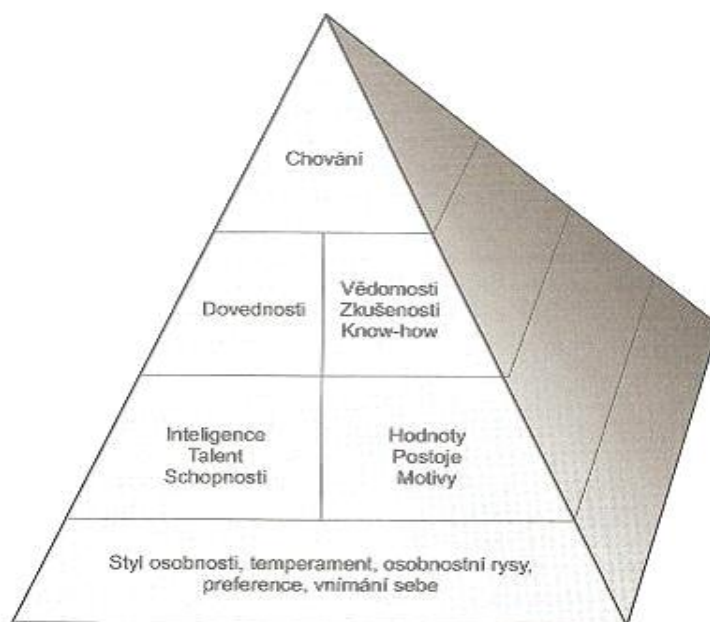 Chování
Dovednosti
Vědomosti
Zkušenosti
Know-how
Inteligence
Talent
Schopnosti
Hodnoty
Postoje
Motivy
Styl osobnosti, temperament, osobnostní rysy,
preference, vnímání sebe